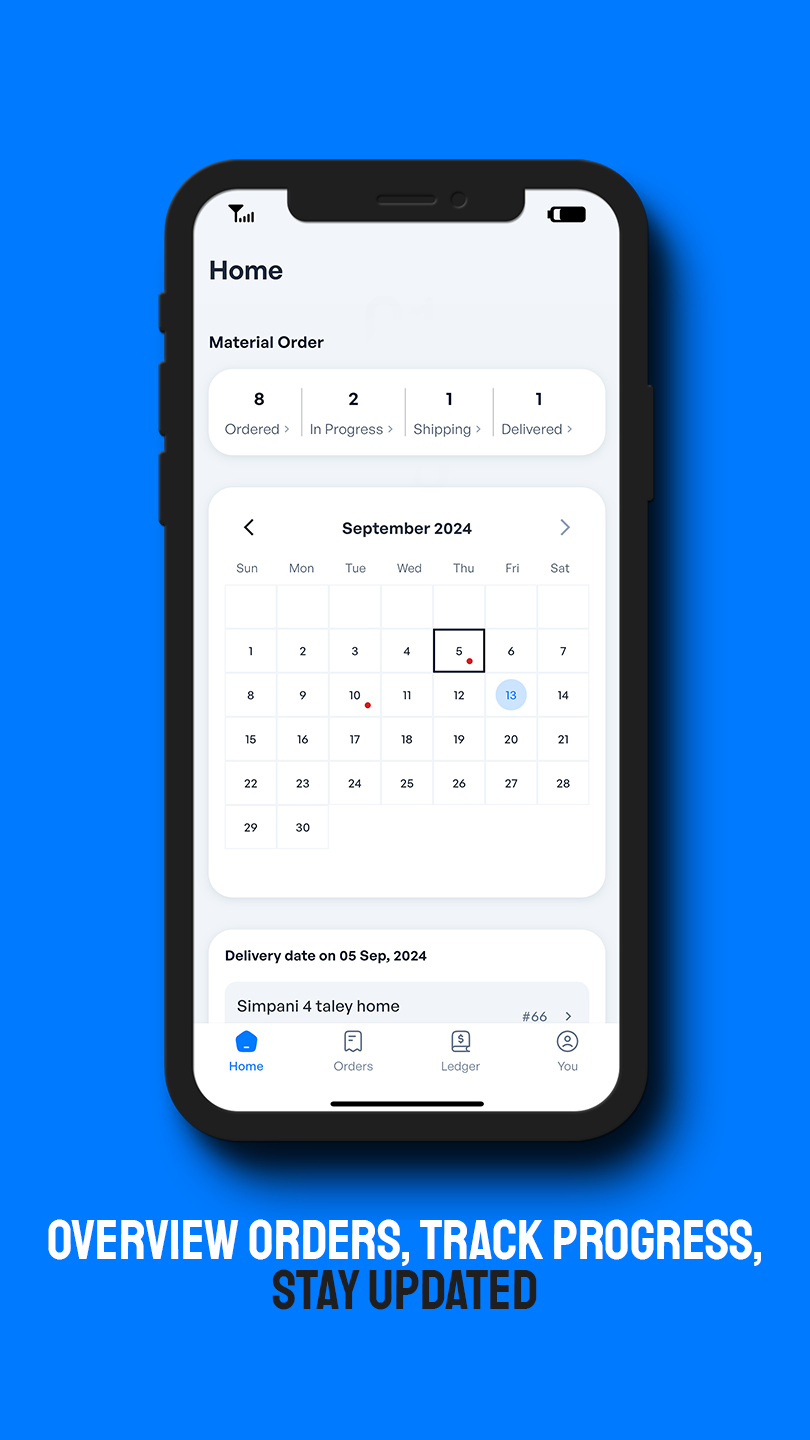 Home
Material Order
8 2 1 1
Ordered > In Progress > Shipping > Delivered >
September 2024
Sun Mon Tue Wed Thu Fri Sat
1 2 3 4 5 6 7
8 9 10 11 12 13 14
15 16 17 18 19 20 21
22 23 24 25 26 27 28
29 30
Delivery date on 05 Sep, 2024
Simpani 4 taley home
#66 >
Home Orders Ledger You
OVERVIEW ORDERS, TRACK PROGRESS,
STAY UPDATED